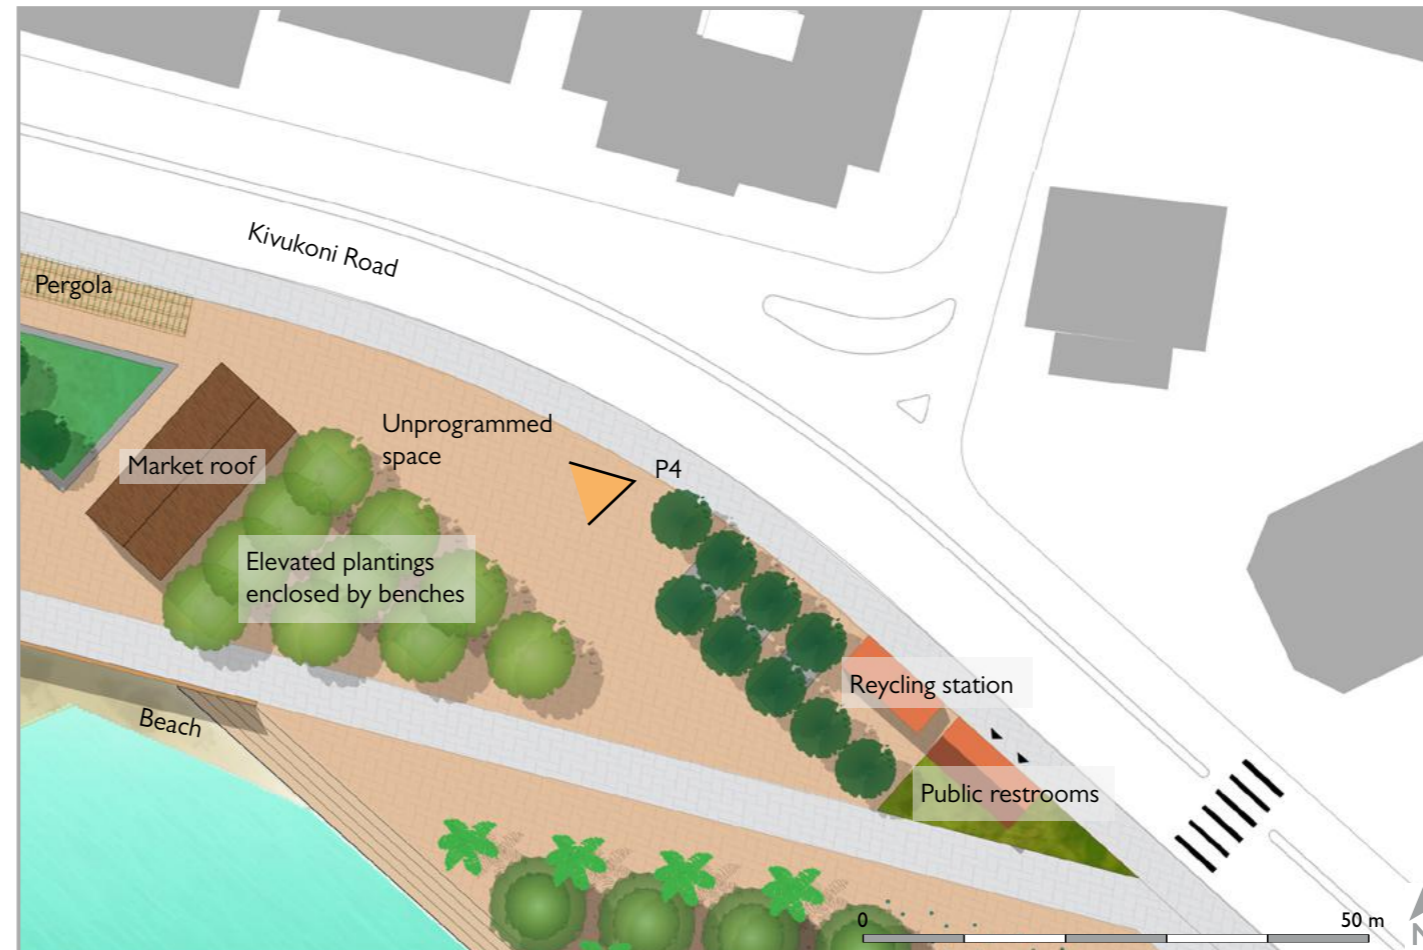 Kivukoni Road
Pergola
Unprogrammed
space
Market roof
P4
Elevated plantings
enclosed by benches
Reycling station
Beach
Public restrooms
0
50 m
N